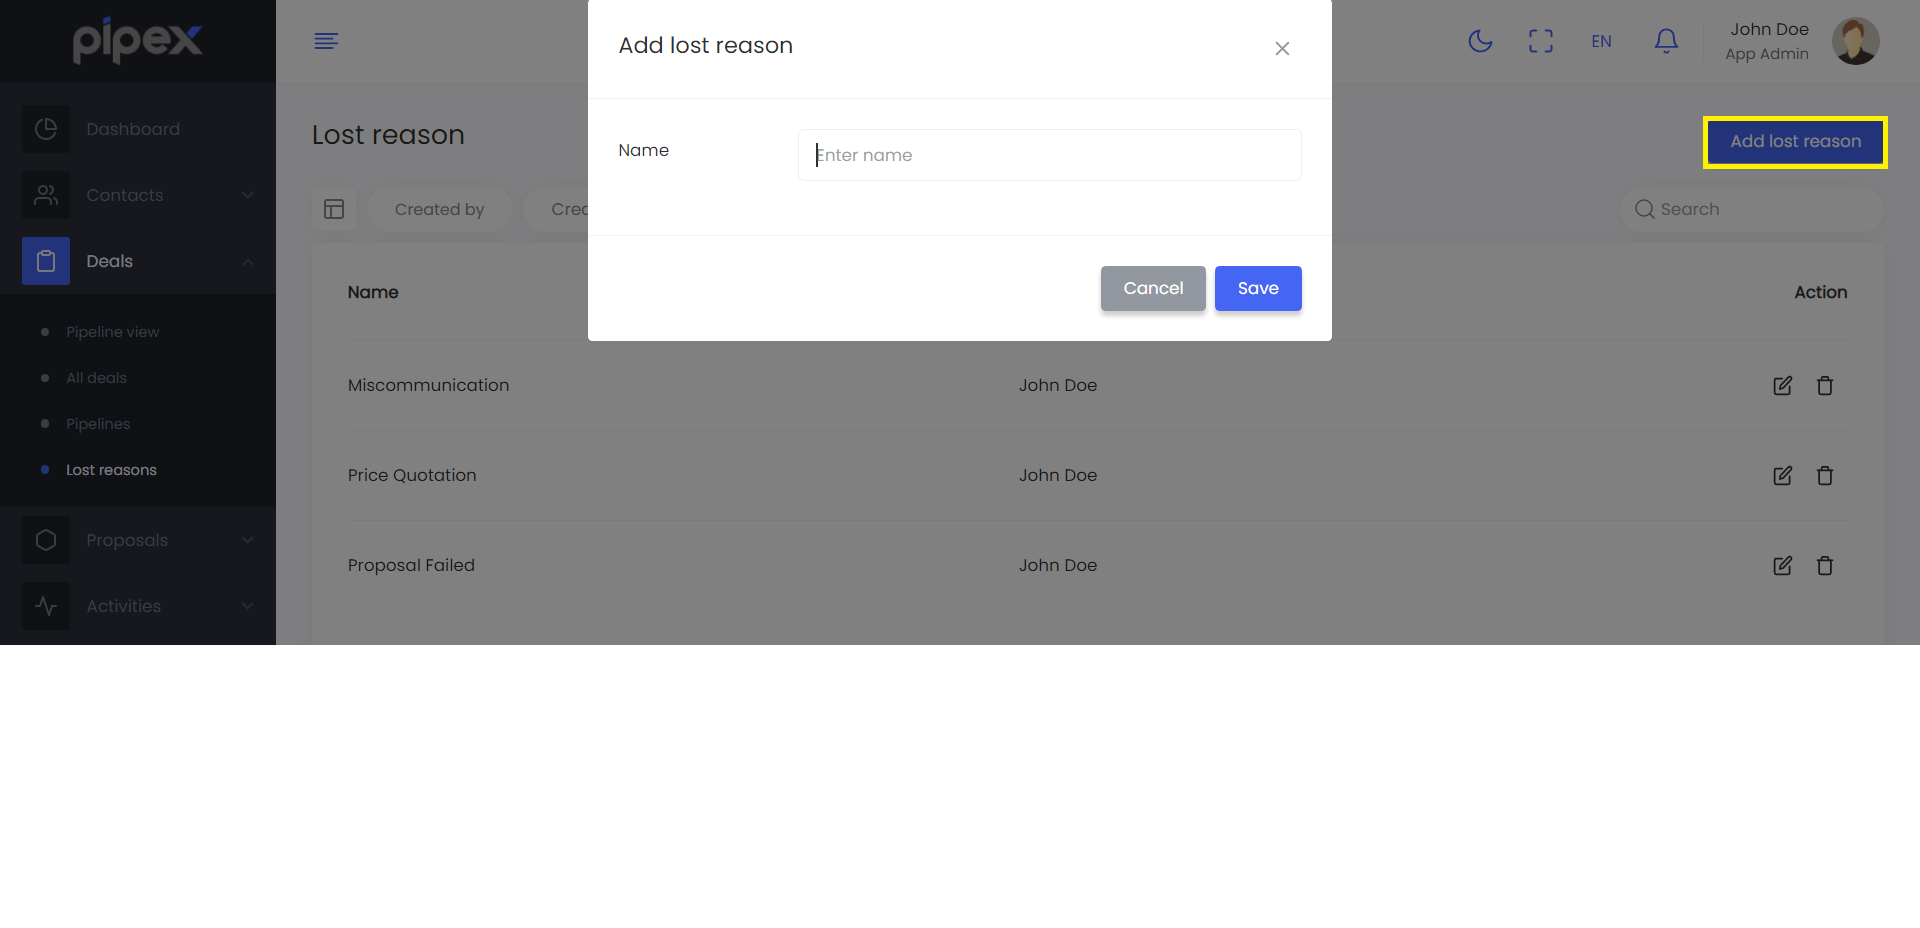 pipex
Add lost reason
EN
John Doe
App Admin
Dashboard
Contacts
Deals
Pipeline view
All deals
Pipelines
Lost reasons
Proposals
Activities
Lost reason
Add lost reason
Name
Enter name
Created by
Crea
Search
Cancel
Save
Name
Action
Miscommunication John Doe
Price Quotation John Doe
Proposal Failed John Doe